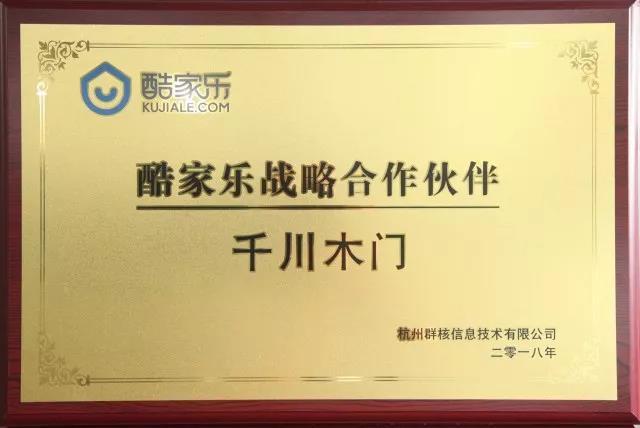 酷家乐
KUJIALE.COM
酷家乐战略合作伙伴
千川木门
杭州群核信息技术有限公司
二零一八年